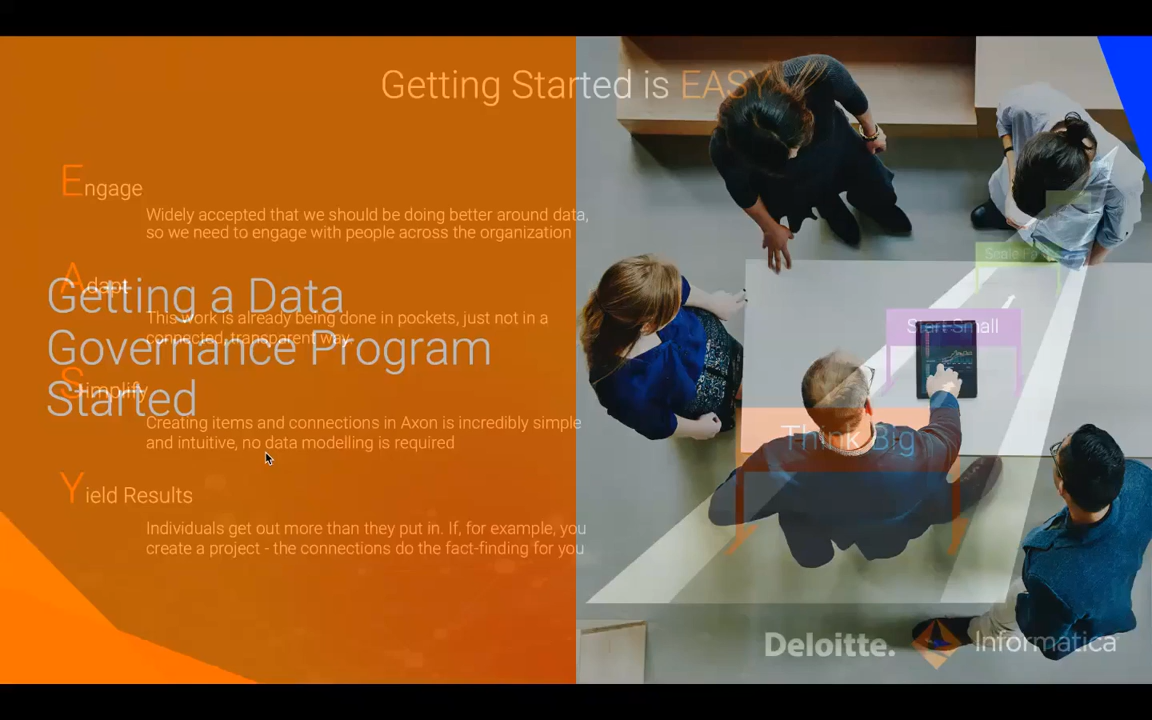 Getting Started is EASY
Engage
Widely accepted that we should be doing better around data,
so we need to engage with people across the organization
Adapt
This work is already being done in pockets, just not in a
connected, transparent way.
Simplify
Creating items and connections in Axon is incredibly simple
and intuitive, no data modelling is required
Yield Results
Individuals get out more than they put in. If, for example, you
create a project - the connections do the fact-finding for you
Getting a Data
Governance Program
Started
Start Small
Think Big
Deloitte.
Informatica